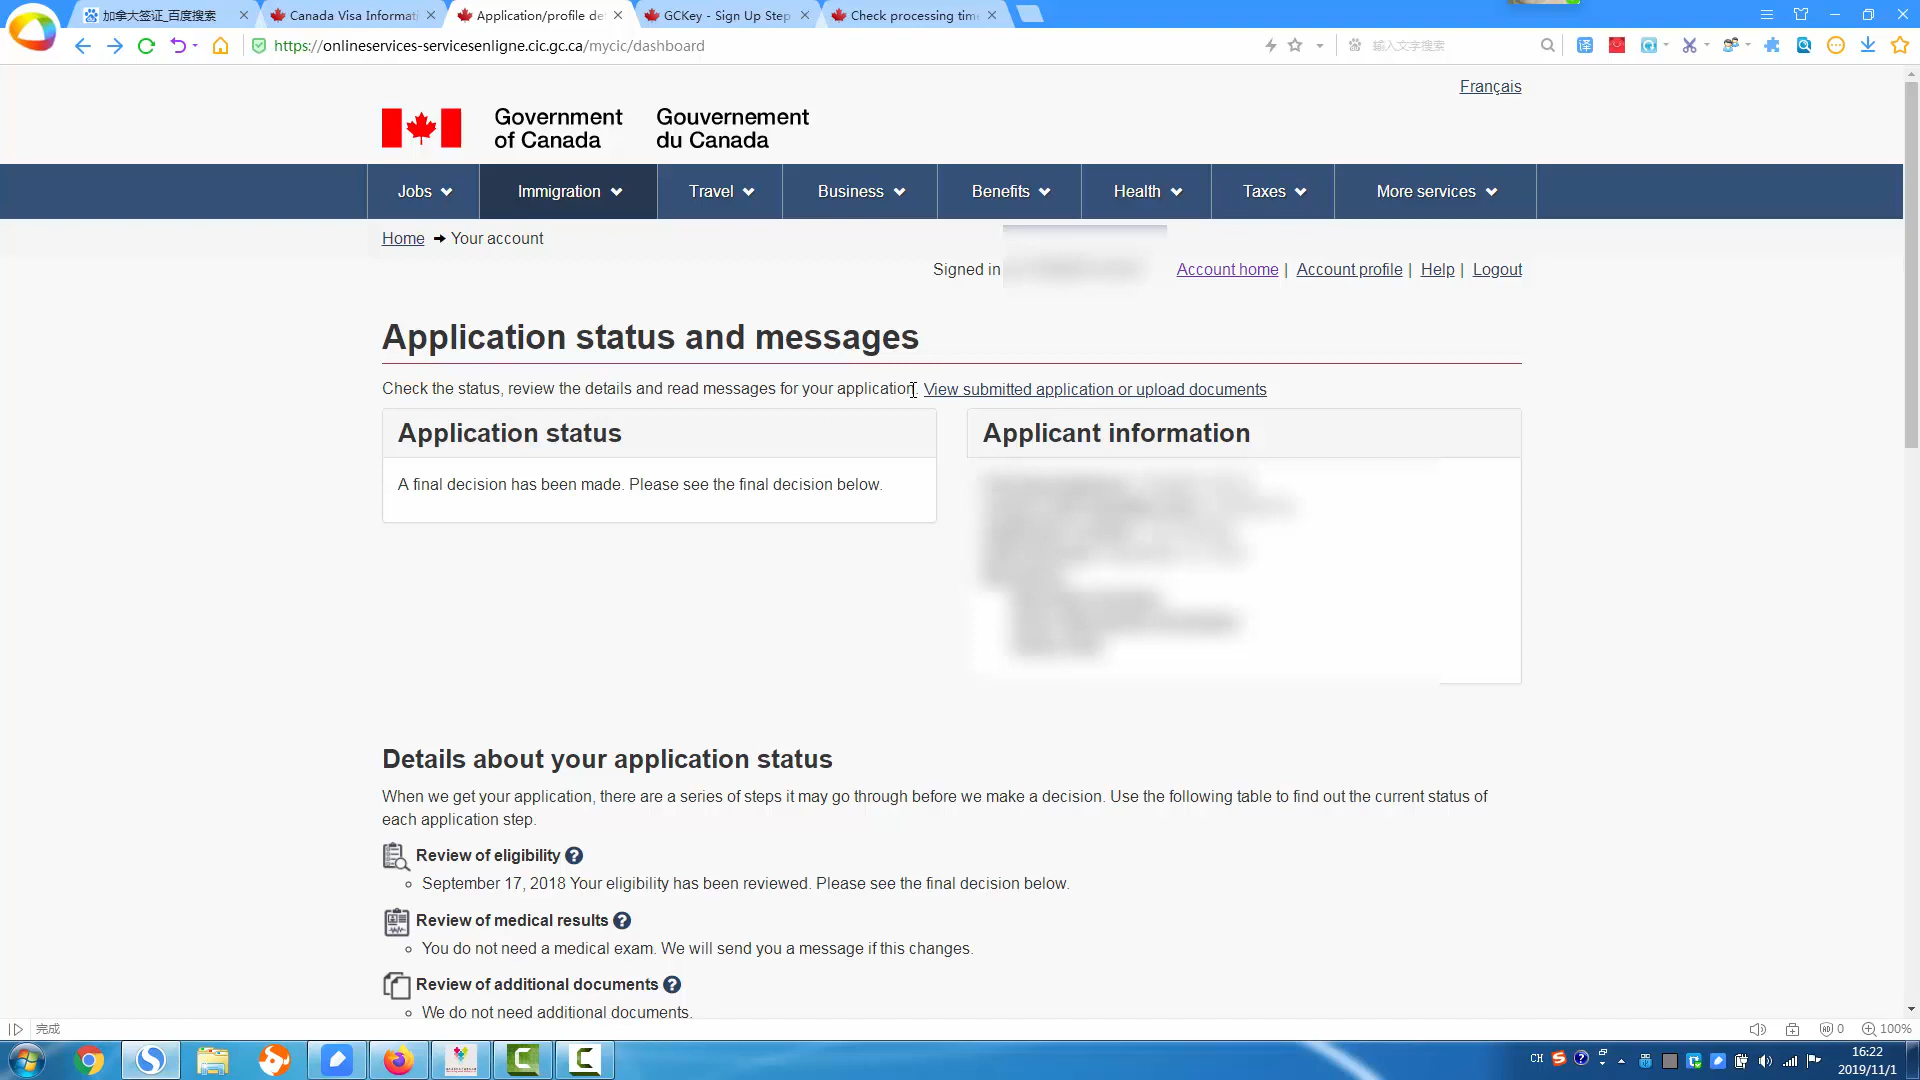 加拿大签证_百度搜索
Canada Visa Informati
Application/profile de
GCKey - Sign Up Step
Check processing time
https://onlineservices-servicesenligne.cic.gc.ca/mycic/dashboard
输入文字搜索
Français
Government of Canada
Gouvernement du Canada
Jobs
Immigration
Travel
Business
Benefits
Health
Taxes
More services
Home
Your account
Signed in
Account home | Account profile | Help | Logout
Application status and messages
Check the status, review the details and read messages for your application. View submitted application or upload documents
Application status
A final decision has been made. Please see the final decision below.
Applicant information
Details about your application status
When we get your application, there are a series of steps it may go through before we make a decision. Use the following table to find out the current status of
each application step.
Review of eligibility ?
September 17, 2018 Your eligibility has been reviewed. Please see the final decision below.
Review of medical results ?
You do not need a medical exam. We will send you a message if this changes.
Review of additional documents ?
We do not need additional documents.
完成
0
100%
CH
16:22
2019/11/1